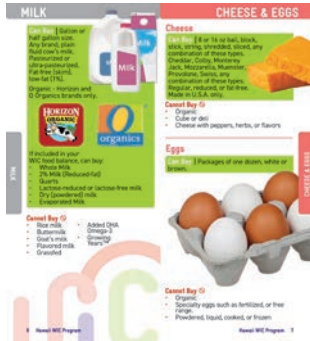 MILK
Can Buy | Gallon or
half gallon size.
Any brand, plain
fluid cow's milk.
Pasteurized or
ultra-pasteurized.
Fat-free (skim),
low-fat (1%).
Organic - Horizon and
O Organics brands only.
Milk
Milk
HORIZON
ORGANIC
O
organics
If included in your
WIC food balance, can buy:
• Whole Milk
• 2% Milk (Reduced-fat)
• Quarts
• Lactose-reduced or lactose-free milk
• Dry (powdered) milk
• Evaporated Milk
Cannot Buy
• Rice milk
• Buttermilk
• Goat's milk
• Flavored milk
• Grassfed
• Added DHA
Omega-3
• Growing
Years™
MILK
Hawaii WIC Program
CHEESE & EGGS
Cheese
Can Buy | 8 or 16 oz ball, block,
stick, string, shredded, sliced, any
combination of these types.
Cheddar, Colby, Monterey
Jack, Mozzarella, Muenster,
Provolone, Swiss, any
combination of these types.
Regular, reduced, or fat-free.
Made in U.S.A. only.
Cannot Buy
• Organic
• Cube or deli
• Cheese with peppers, herbs, or flavors
Eggs
Can Buy | Packages of one dozen, white or
brown.
Cannot Buy
• Organic
• Specialty eggs such as fertilized, or free
range.
• Powdered, liquid, cooked, or frozen
CHEESE & EGGS
Hawaii WIC Program 7